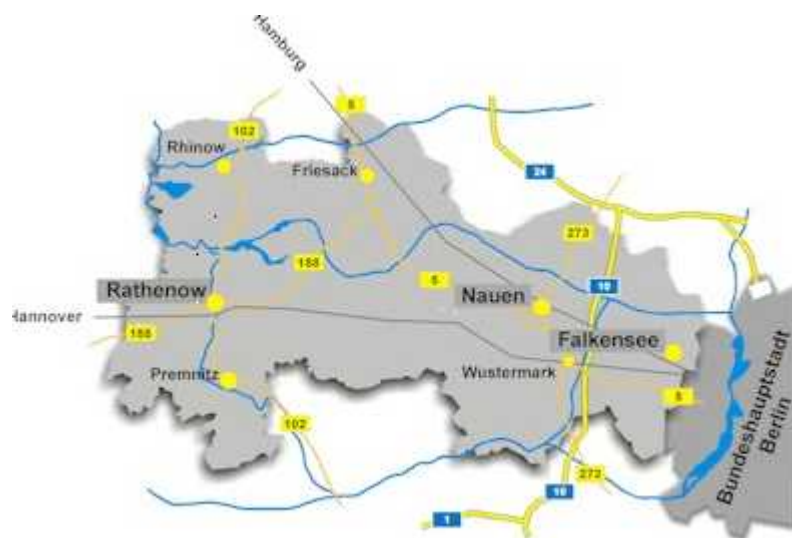 Hamburg
5
102
Rhinow
Friesack
24
273
188
5
10
Rathenow
Nauen
Hannover
188
Falkensee
Premnitz
Wustermark
5
102
273
10
1
Bundeshauptstadt
Berlin